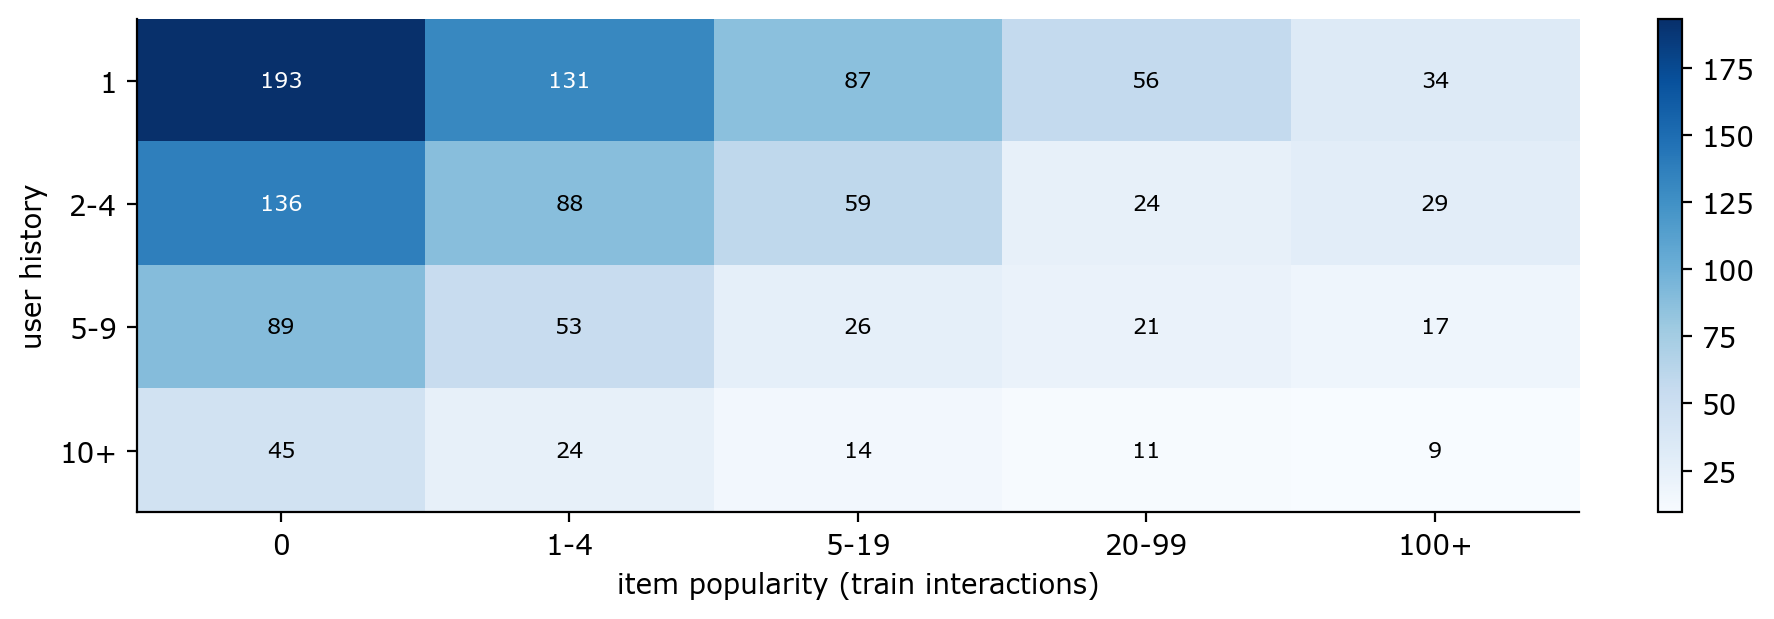 193 131 87 56 34
136 88 59 24 29
89 53 26 21 17
45 24 14 11 9
1
2-4
5-9
10+
user history
0 1-4 5-19 20-99 100+
item popularity (train interactions)
175
150
125
100
75
50
25